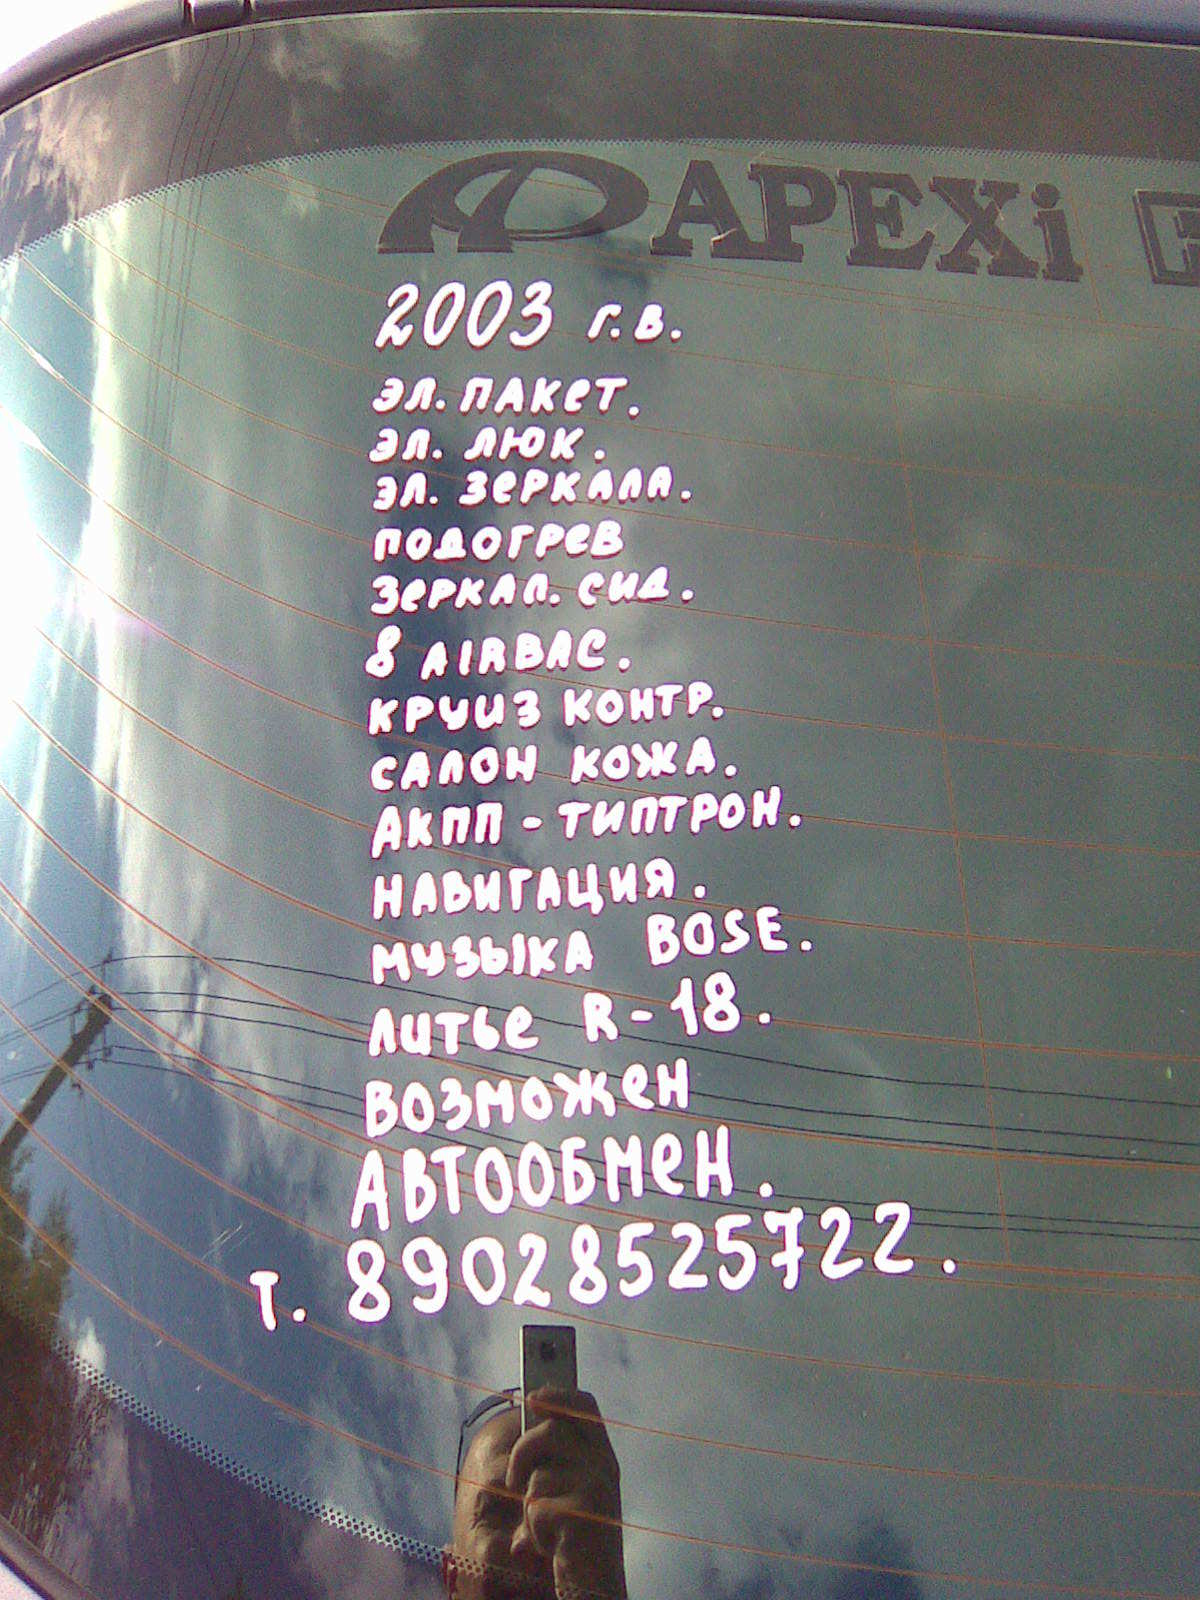 APEXi
2003 г.в.
эл. пакет.
эл. люк.
эл. зеркала.
подогрев
зеркал. сид.
8 AIRBAC.
круиз контр.
салон кожа.
АКПП - типтрон.
навигация.
музыка BOSE.
литье R-18.
возможен
автообмен.
т. 89028525722.